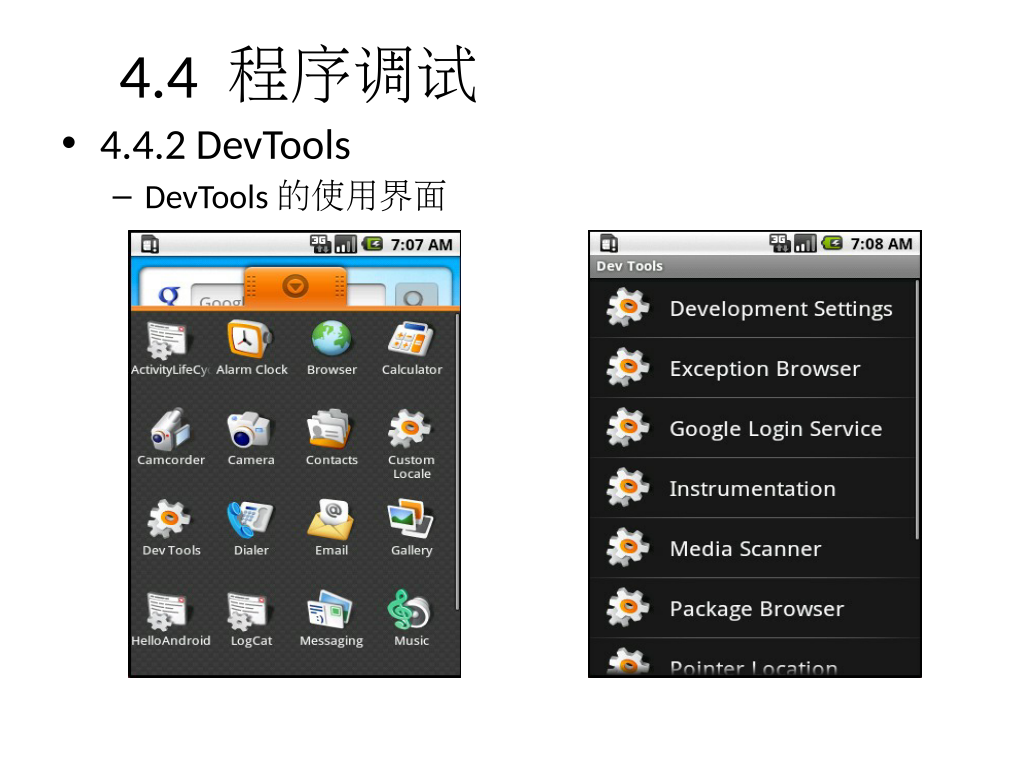 4.4 程序调试
• 4.4.2 DevTools
– DevTools 的使用界面
3G 7:07 AM
Goog
ActivityLifeCy Alarm Clock Browser Calculator
Camcorder Camera Contacts Custom
Locale
Dev Tools Dialer Email Gallery
HelloAndroid LogCat Messaging Music
3G 7:08 AM
Dev Tools
Development Settings
Exception Browser
Google Login Service
Instrumentation
Media Scanner
Package Browser
Pointer Location